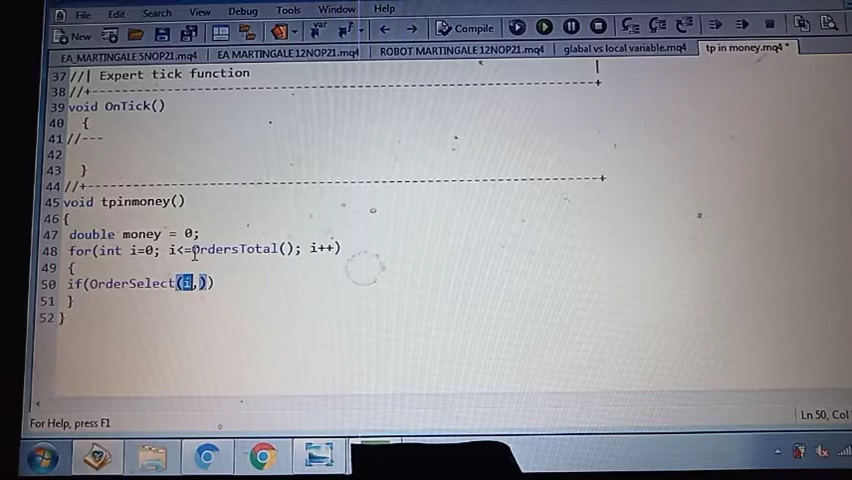 File Edit Search View Debug Tools Window Help
New var Compile
EA_MARTINGALE 5NOP21.mq4 EA MARTINGALE 12NOP21.mq4 ROBOT MARTINGALE 12NOP21.mq4 glabal vs local variable.mq4 tp in money.mq4 *
37 //| Expert tick function |
38 //+------------------------------------------------------------------+
39 void OnTick()
40 {
41 //---
42
43 }
44 //+------------------------------------------------------------------+
45 void tpinmoney()
46 {
47 double money = 0;
48 for(int i=0; i<=OrdersTotal(); i++)
49 {
50 if(OrderSelect(i,))
51 }
52 }
For Help, press F1
Ln 50, Col